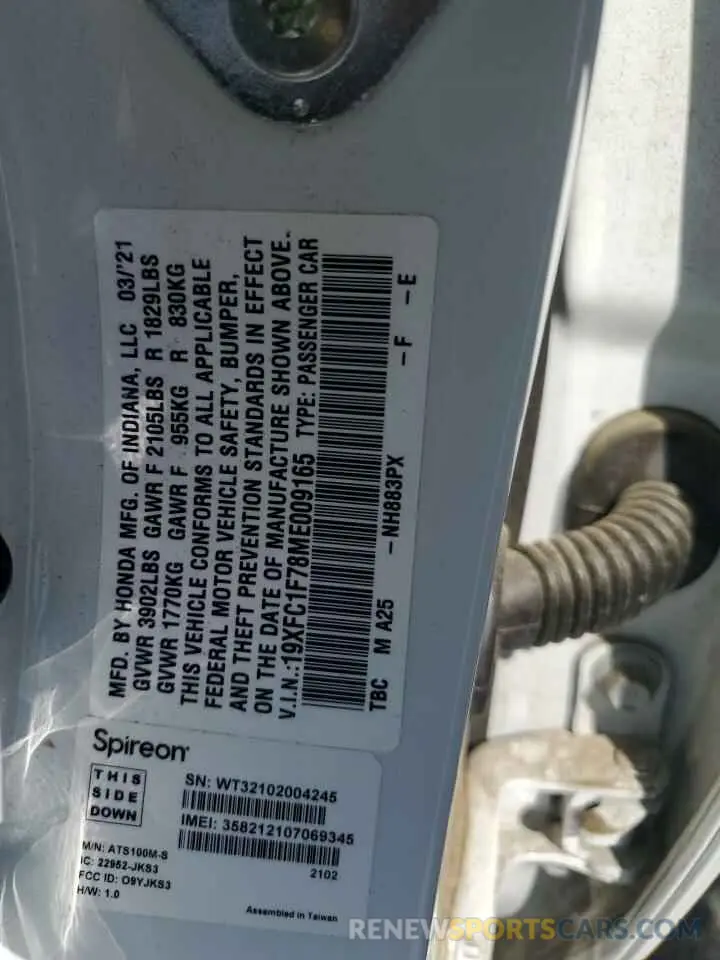 MFD. BY HONDA MFG. OF INDIANA, LLC 03/'21
GVWR 3902LBS GAWR F 2105LBS R 1829LBS
GVWR 1770KG GAWR F 955KG R 830KG
THIS VEHICLE CONFORMS TO ALL APPLICABLE
FEDERAL MOTOR VEHICLE SAFETY, BUMPER,
AND THEFT PREVENTION STANDARDS IN EFFECT
ON THE DATE OF MANUFACTURE SHOWN ABOVE.
V.I.N.:19XFC1F78ME009165 TYPE: PASSENGER CAR
TBC M A25 -NH883PX -F -E
Spireon
THIS
SIDE
DOWN
SN: WT32102004245
IMEI: 358212107069345
2102
M/N: ATS100M-S
IC: 22952-JKS3
FCC ID: O9YJKS3
H/W: 1.0
Assembled in Taiwan
RENEWSPORTSCARS.COM